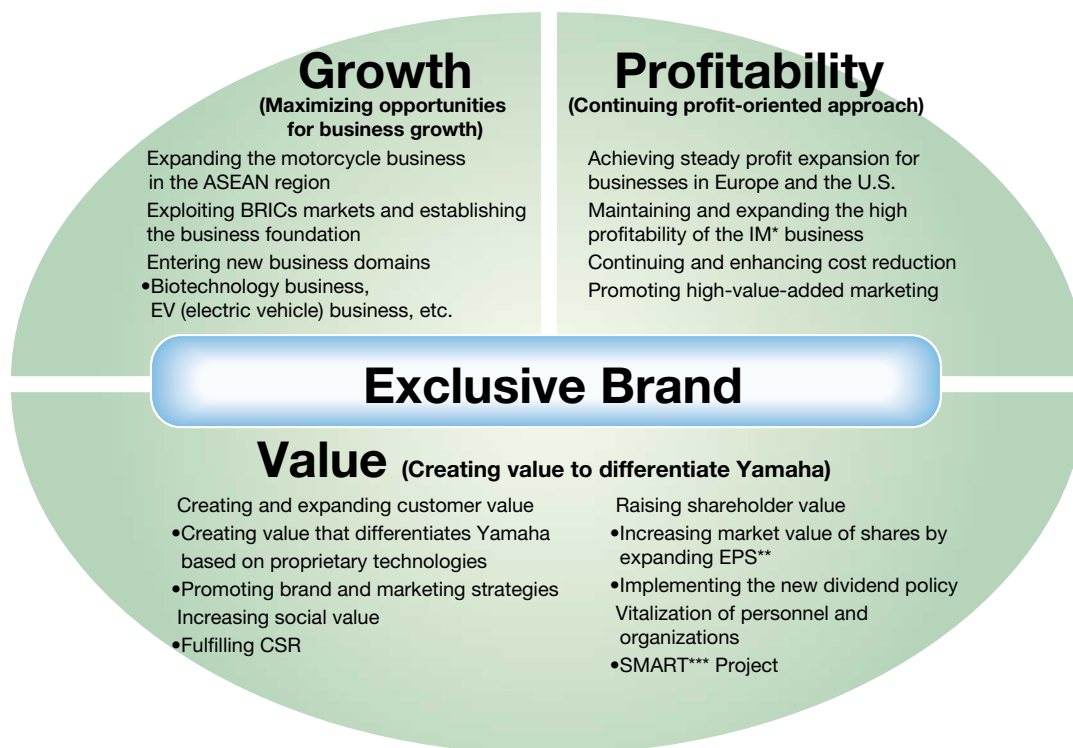 Growth
(Maximizing opportunities
for business growth)
Expanding the motorcycle business
in the ASEAN region
Exploiting BRICs markets and establishing
the business foundation
Entering new business domains
•Biotechnology business,
EV (electric vehicle) business, etc.
Profitability
(Continuing profit-oriented approach)
Achieving steady profit expansion for
businesses in Europe and the U.S.
Maintaining and expanding the high
profitability of the IM* business
Continuing and enhancing cost reduction
Promoting high-value-added marketing
Exclusive Brand
Value (Creating value to differentiate Yamaha)
Creating and expanding customer value
•Creating value that differentiates Yamaha
based on proprietary technologies
•Promoting brand and marketing strategies
Increasing social value
•Fulfilling CSR
Raising shareholder value
•Increasing market value of shares by
expanding EPS**
•Implementing the new dividend policy
Vitalization of personnel and
organizations
•SMART*** Project